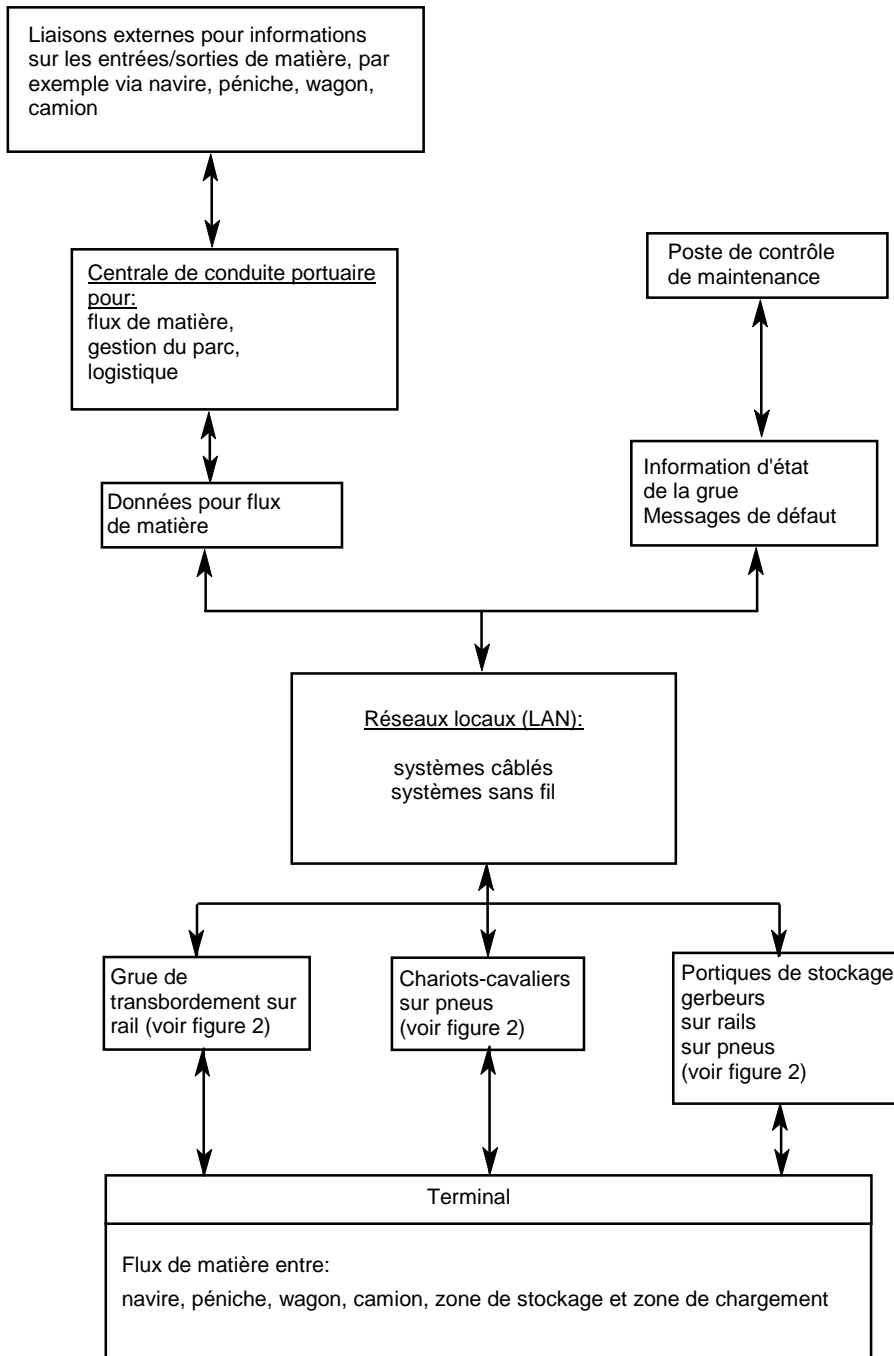 Liaisons externes pour informations
sur les entrées/sorties de matière, par
exemple via navire, péniche, wagon,
camion
Centrale de conduite portuaire
pour:
flux de matière,
gestion du parc,
logistique
Poste de contrôle
de maintenance
Données pour flux
de matière
Information d'état
de la grue
Messages de défaut
Réseaux locaux (LAN):
systèmes câblés
systèmes sans fil
Grue de
transbordement sur
rail (voir figure 2)
Chariots-cavaliers
sur pneus
(voir figure 2)
Portiques de stockage
gerbeurs
sur rails
sur pneus
(voir figure 2)
Terminal
Flux de matière entre:
navire, péniche, wagon, camion, zone de stockage et zone de chargement